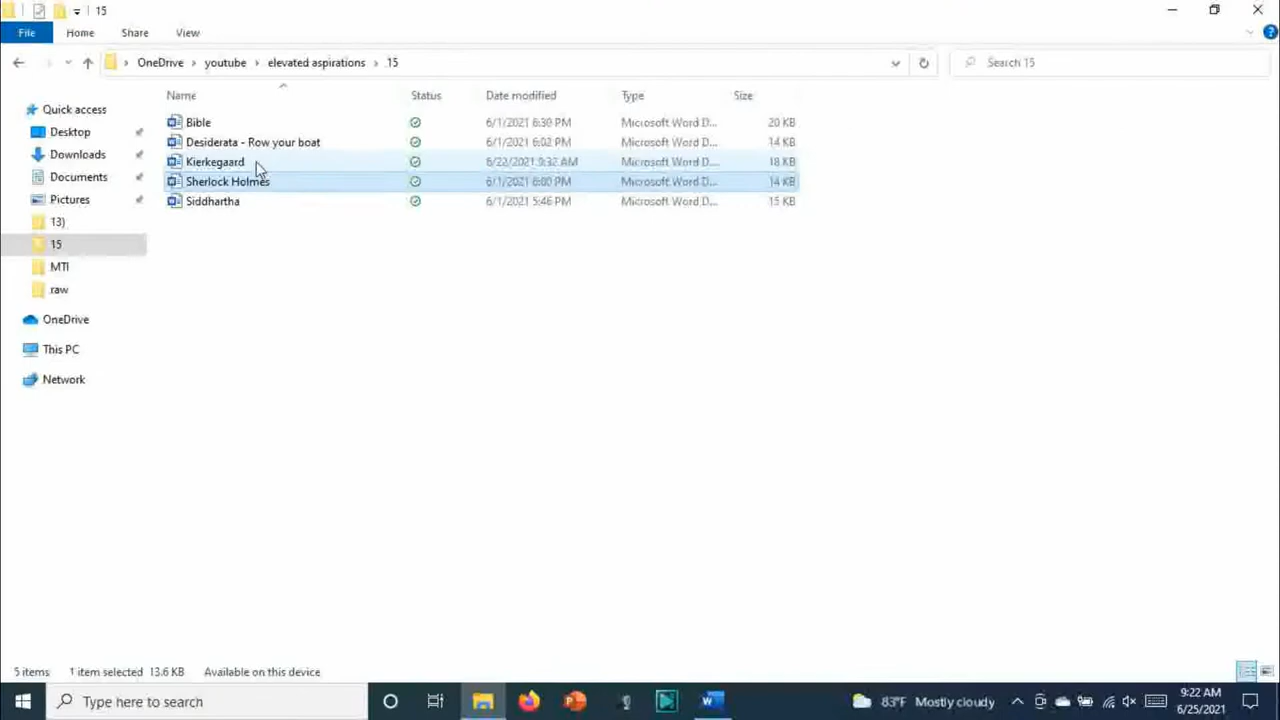 15
File Home Share View
OneDrive youtube elevated aspirations 15 Search 15
Name Status Date modified Type Size
Quick access
Desktop
Downloads
Documents
Pictures
13)
15
MTI
raw
OneDrive
This PC
Network
Bible 6/1/2021 6:30 PM Microsoft Word D... 20 KB
Desiderata - Row your boat 6/1/2021 6:02 PM Microsoft Word D... 14 KB
Kierkegaard 6/22/2021 9:32 AM Microsoft Word D... 18 KB
Sherlock Holmes 6/1/2021 6:00 PM Microsoft Word D... 14 KB
Siddhartha 6/1/2021 5:46 PM Microsoft Word D... 15 KB
5 items 1 item selected 13.6 KB Available on this device
Type here to search 83°F Mostly cloudy 9:22 AM
6/25/2021